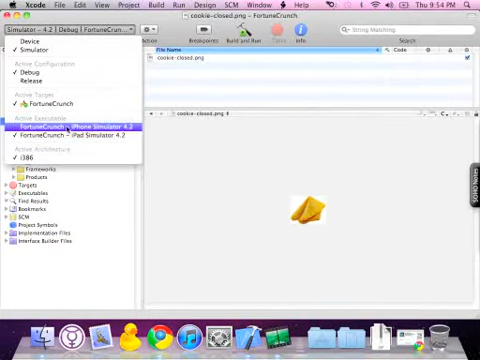 Xcode File Edit View Project Build Run Design SCM Window Help
Thu 9:54 PM
cookie-closed.png – FortuneCrunch
Simulator – 4.2 | Debug | FortuneCrun...
Action Breakpoints Build and Run Tasks Info
String Matching
File Name Code
cookie-closed.png
Device
✓ Simulator
Active Configuration
✓ Debug
Release
Active Target
✓ FortuneCrunch
Active Executable
FortuneCrunch – iPhone Simulator 4.2
✓ FortuneCrunch – iPad Simulator 4.2
Active Architecture
✓ i386
Frameworks
Products
Targets
Executables
Find Results
Bookmarks
SCM
Project Symbols
Implementation Files
Interface Builder Files
cookie-closed.png
SOHO Notes